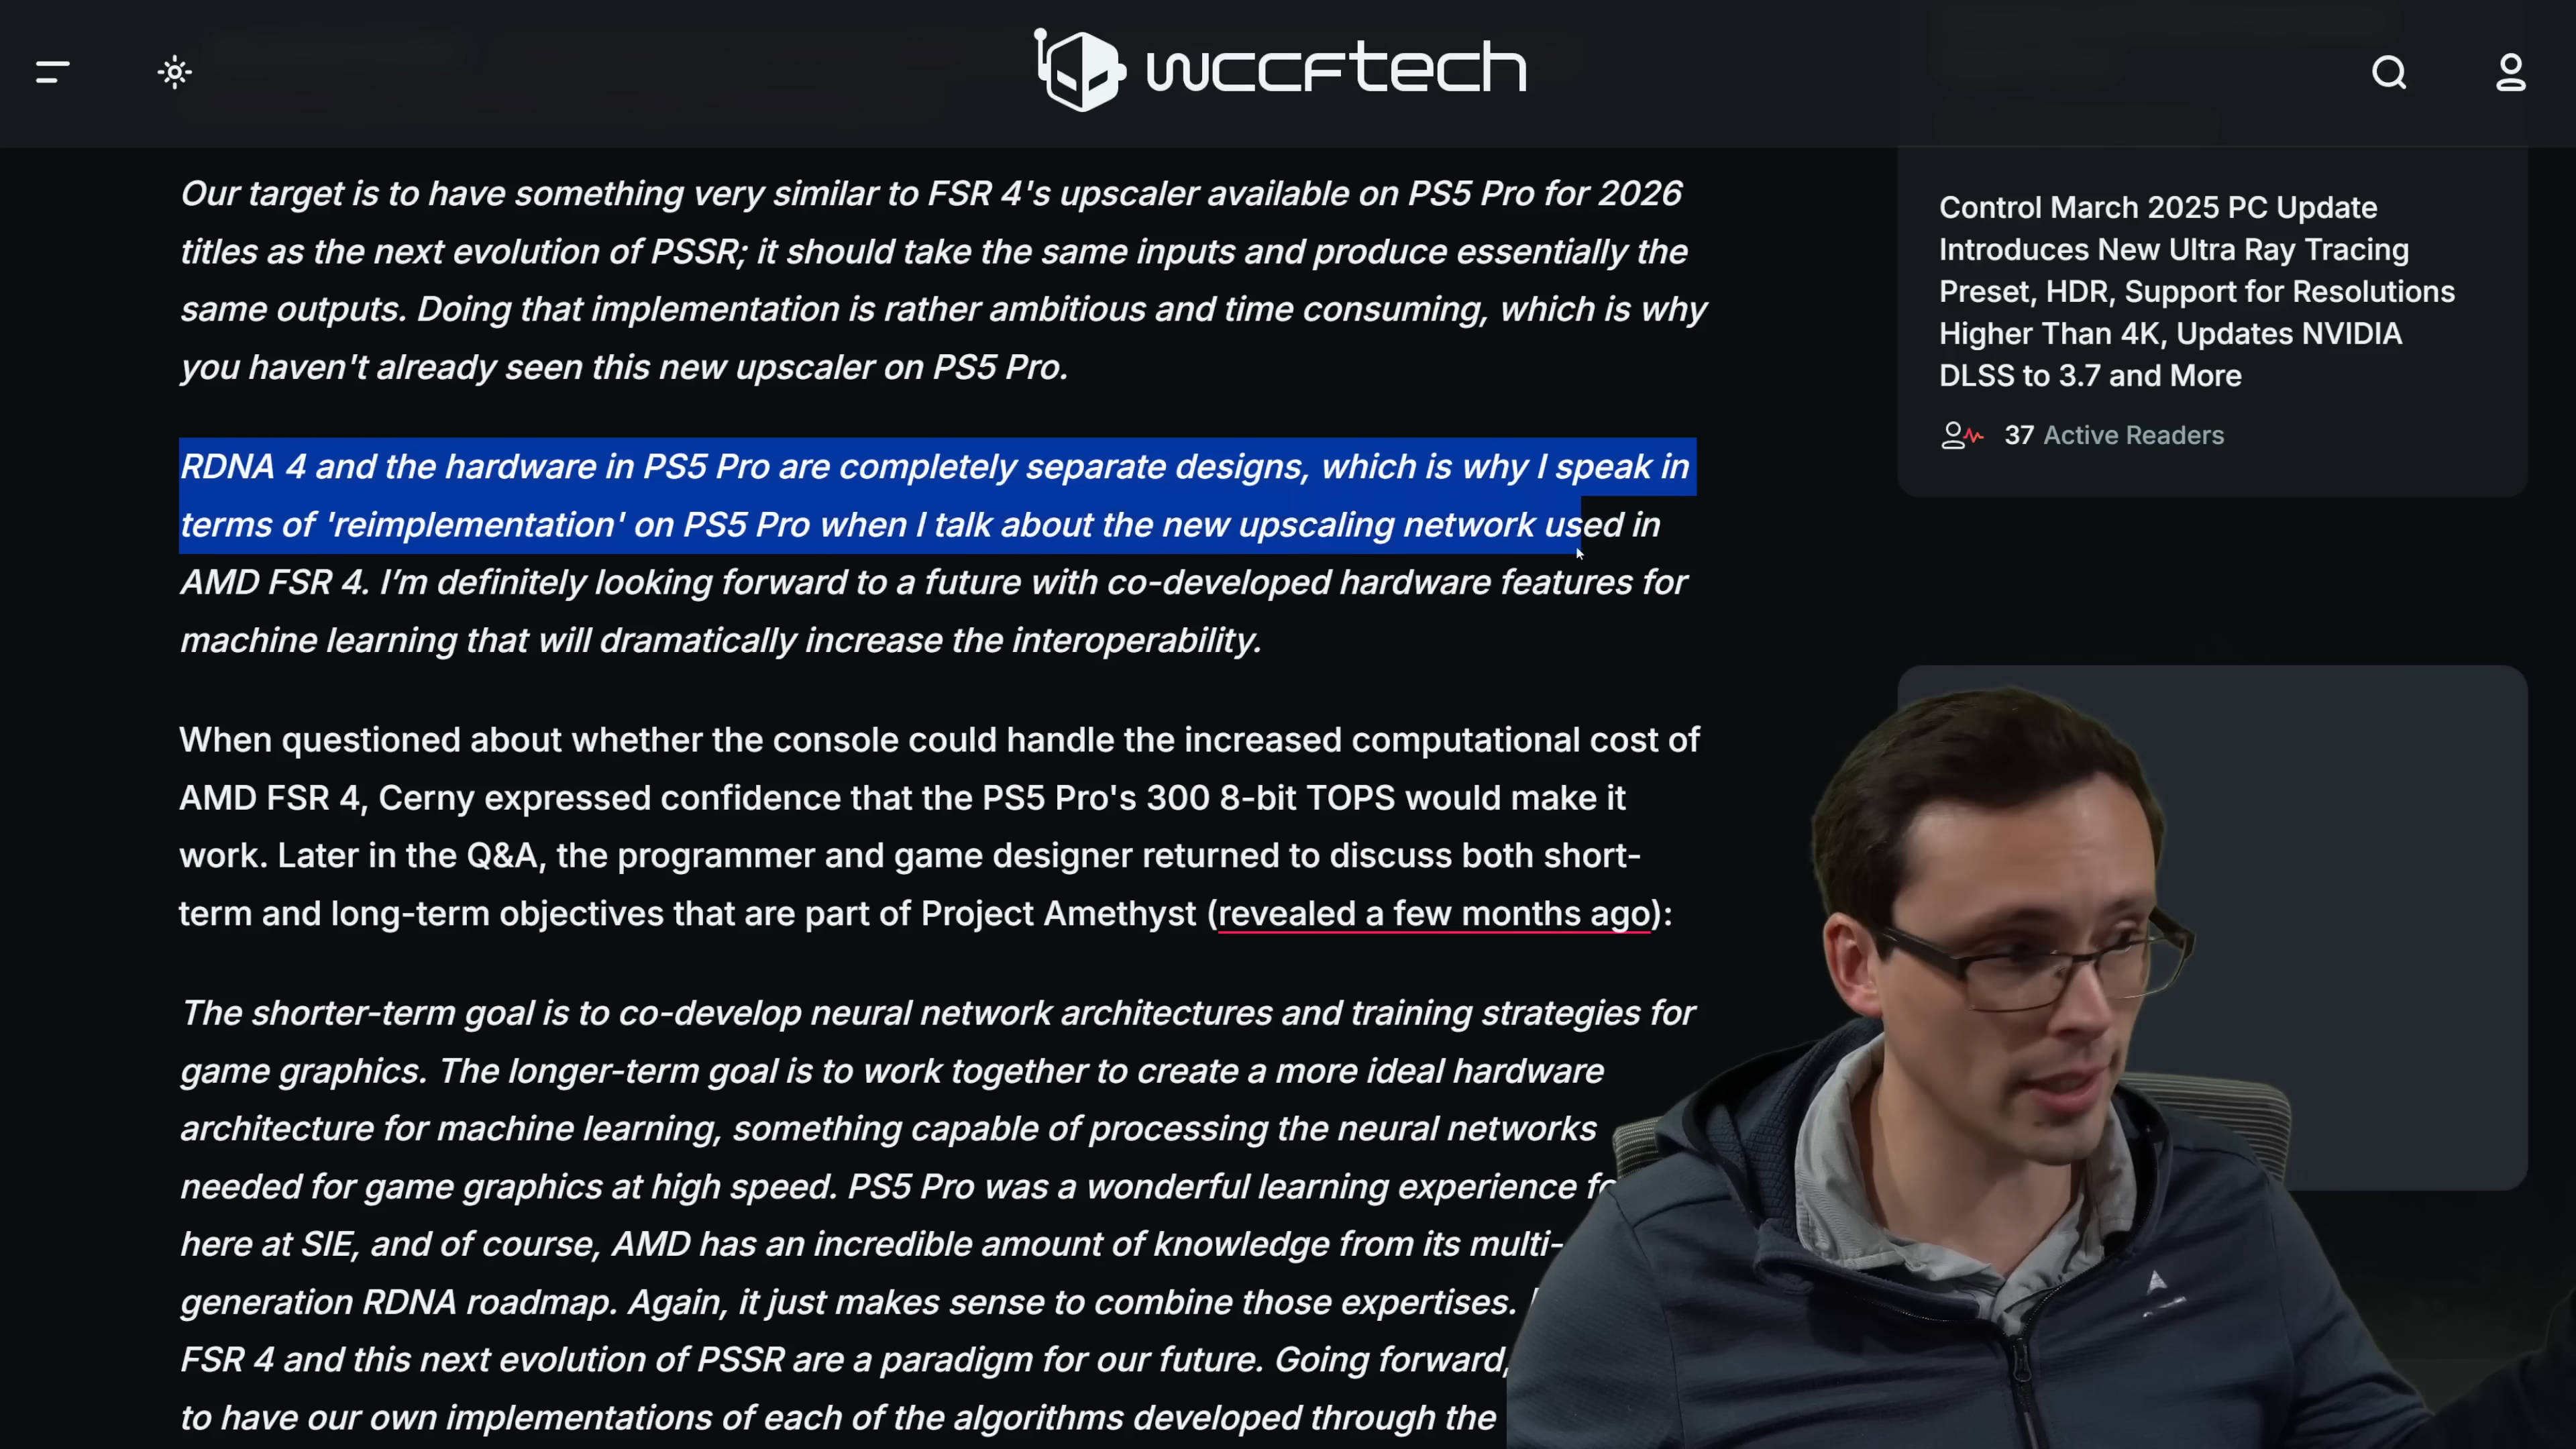 wccftech
Our target is to have something very similar to FSR 4's upscaler available on PS5 Pro for 2026
titles as the next evolution of PSSR; it should take the same inputs and produce essentially the
same outputs. Doing that implementation is rather ambitious and time consuming, which is why
you haven't already seen this new upscaler on PS5 Pro.
RDNA 4 and the hardware in PS5 Pro are completely separate designs, which is why I speak in
terms of 'reimplementation' on PS5 Pro when I talk about the new upscaling network used in
AMD FSR 4. I’m definitely looking forward to a future with co-developed hardware features for
machine learning that will dramatically increase the interoperability.
When questioned about whether the console could handle the increased computational cost of
AMD FSR 4, Cerny expressed confidence that the PS5 Pro's 300 8-bit TOPS would make it
work. Later in the Q&A, the programmer and game designer returned to discuss both short-
term and long-term objectives that are part of Project Amethyst (revealed a few months ago):
The shorter-term goal is to co-develop neural network architectures and training strategies for
game graphics. The longer-term goal is to work together to create a more ideal hardware
architecture for machine learning, something capable of processing the neural networks
needed for game graphics at high speed. PS5 Pro was a wonderful learning experience
here at SIE, and of course, AMD has an incredible amount of knowledge from its multi-
generation RDNA roadmap. Again, it just makes sense to combine those expertises.
FSR 4 and this next evolution of PSSR are a paradigm for our future. Going forward,
to have our own implementations of each of the algorithms developed through the
Control March 2025 PC Update
Introduces New Ultra Ray Tracing
Preset, HDR, Support for Resolutions
Higher Than 4K, Updates NVIDIA
DLSS to 3.7 and More
37 Active Readers